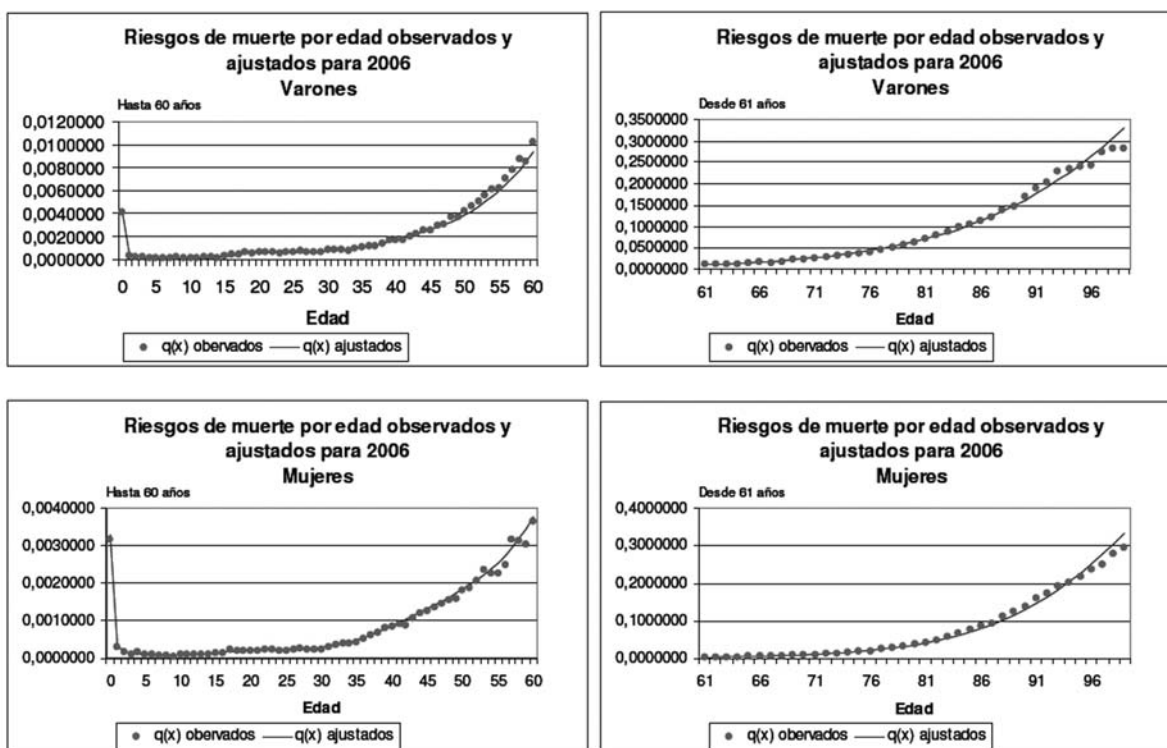 Riesgos de muerte por edad observados y
ajustados para 2006
Varones
Hasta 60 años
0,0120000
0,0100000
0,0080000
0,0060000
0,0040000
0,0020000
0,0000000
0 5 10 15 20 25 30 35 40 45 50 55 60
Edad
q(x) obervados q(x) ajustados
Riesgos de muerte por edad observados y
ajustados para 2006
Varones
Desde 61 años
0,3500000
0,3000000
0,2500000
0,2000000
0,1500000
0,1000000
0,0500000
0,0000000
61 66 71 76 81 86 91 96
Edad
q(x) obervados q(x) ajustados
Riesgos de muerte por edad observados y
ajustados para 2006
Mujeres
Hasta 60 años
0,0040000
0,0030000
0,0020000
0,0010000
0,0000000
0 5 10 15 20 25 30 35 40 45 50 55 60
Edad
q(x) obervados q(x) ajustados
Riesgos de muerte por edad observados y
ajustados para 2006
Mujeres
Desde 61 años
0,4000000
0,3000000
0,2000000
0,1000000
0,0000000
61 66 71 76 81 86 91 96
Edad
q(x) obervados q(x) ajustados